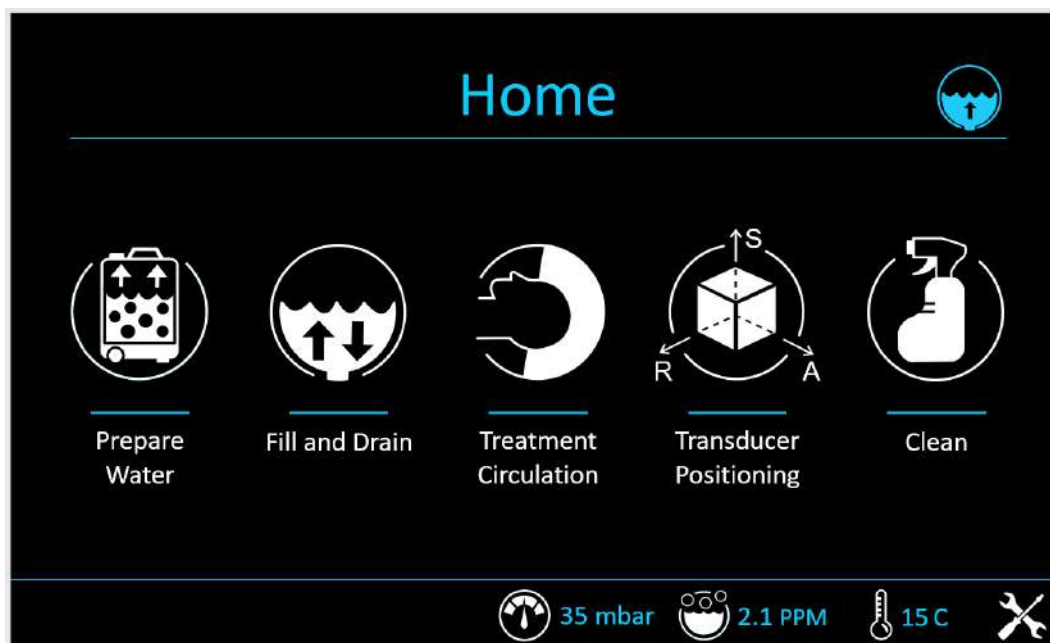 Home
S
R
A
Prepare
Water
Fill and Drain
Treatment
Circulation
Transducer
Positioning
Clean
35 mbar
2.1 PPM
15 C